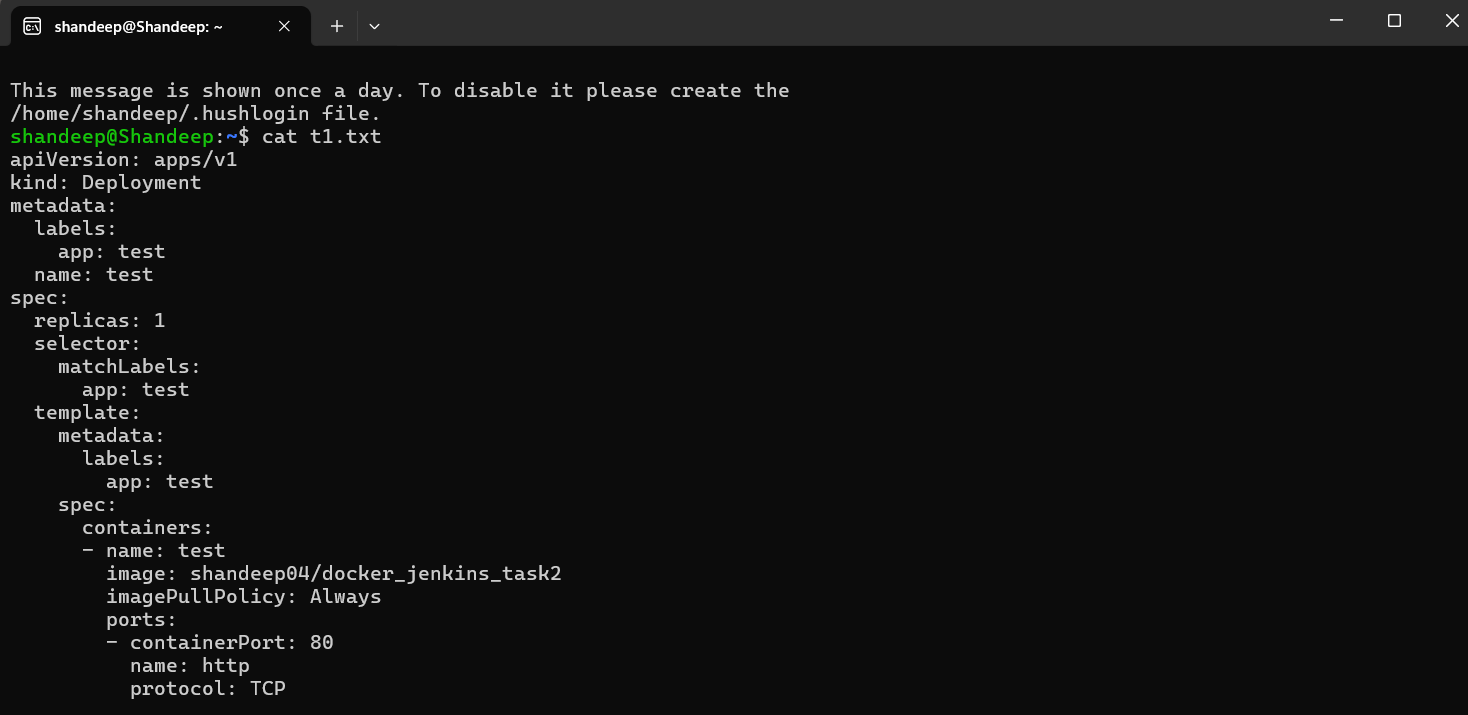 shandeep@Shandeep: ~
This message is shown once a day. To disable it please create the
/home/shandeep/.hushlogin file.
shandeep@Shandeep:~$ cat t1.txt
apiVersion: apps/v1
kind: Deployment
metadata:
  labels:
    app: test
  name: test
spec:
  replicas: 1
  selector:
    matchLabels:
      app: test
  template:
    metadata:
      labels:
        app: test
    spec:
      containers:
      - name: test
        image: shandeep04/docker_jenkins_task2
        imagePullPolicy: Always
        ports:
        - containerPort: 80
          name: http
          protocol: TCP